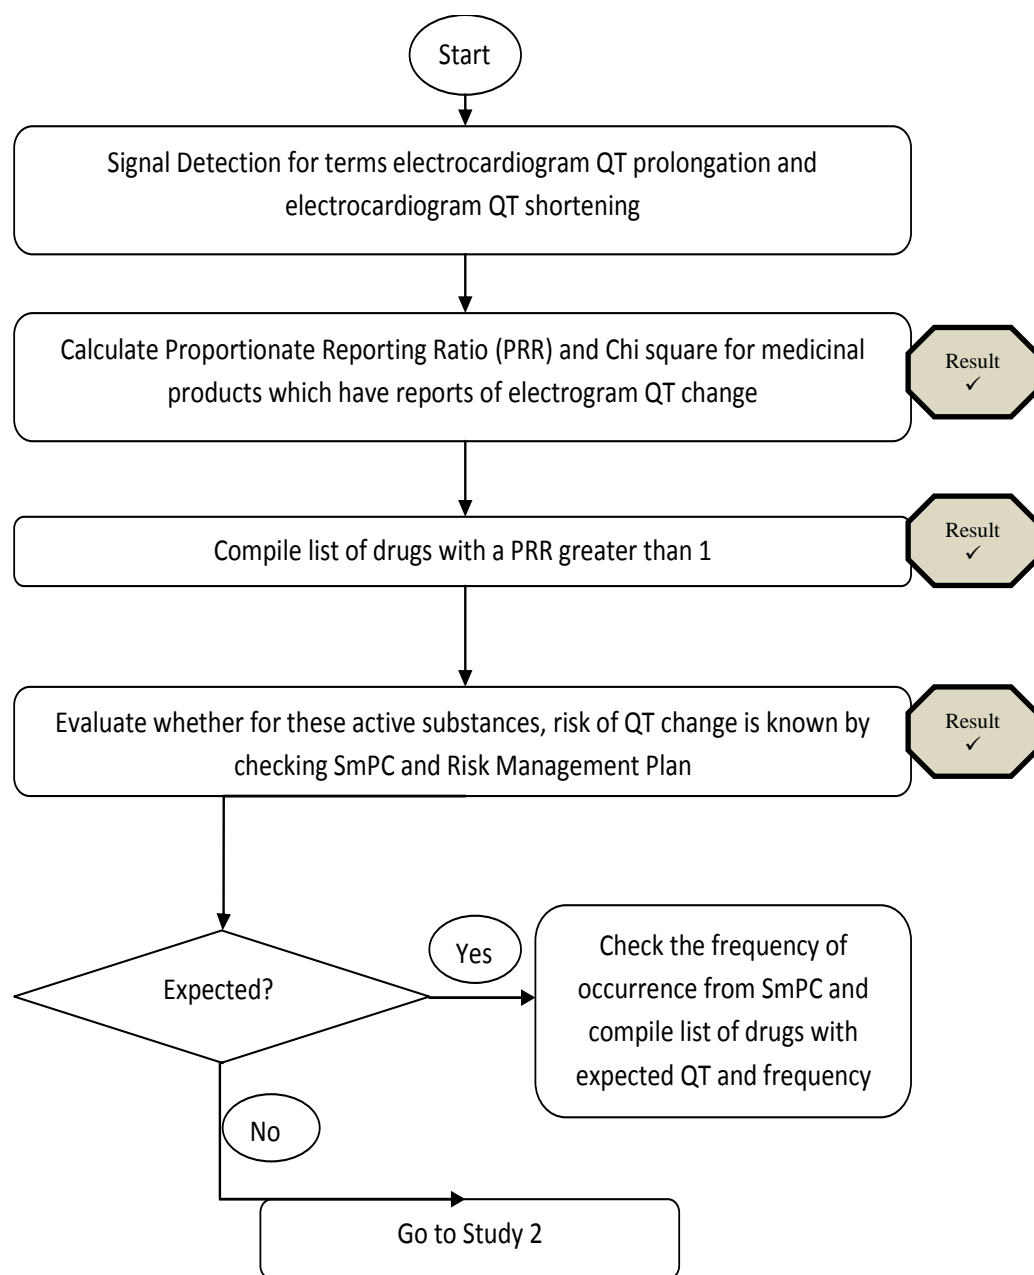 Start
Signal Detection for terms electrocardiogram QT prolongation and
electrocardiogram QT shortening
Calculate Proportionate Reporting Ratio (PRR) and Chi square for medicinal
products which have reports of electrogram QT change
Result
✓
Compile list of drugs with a PRR greater than 1
Result
✓
Evaluate whether for these active substances, risk of QT change is known by
checking SmPC and Risk Management Plan
Result
✓
Expected?
Yes
Check the frequency of
occurrence from SmPC and
compile list of drugs with
expected QT and frequency
No
Go to Study 2